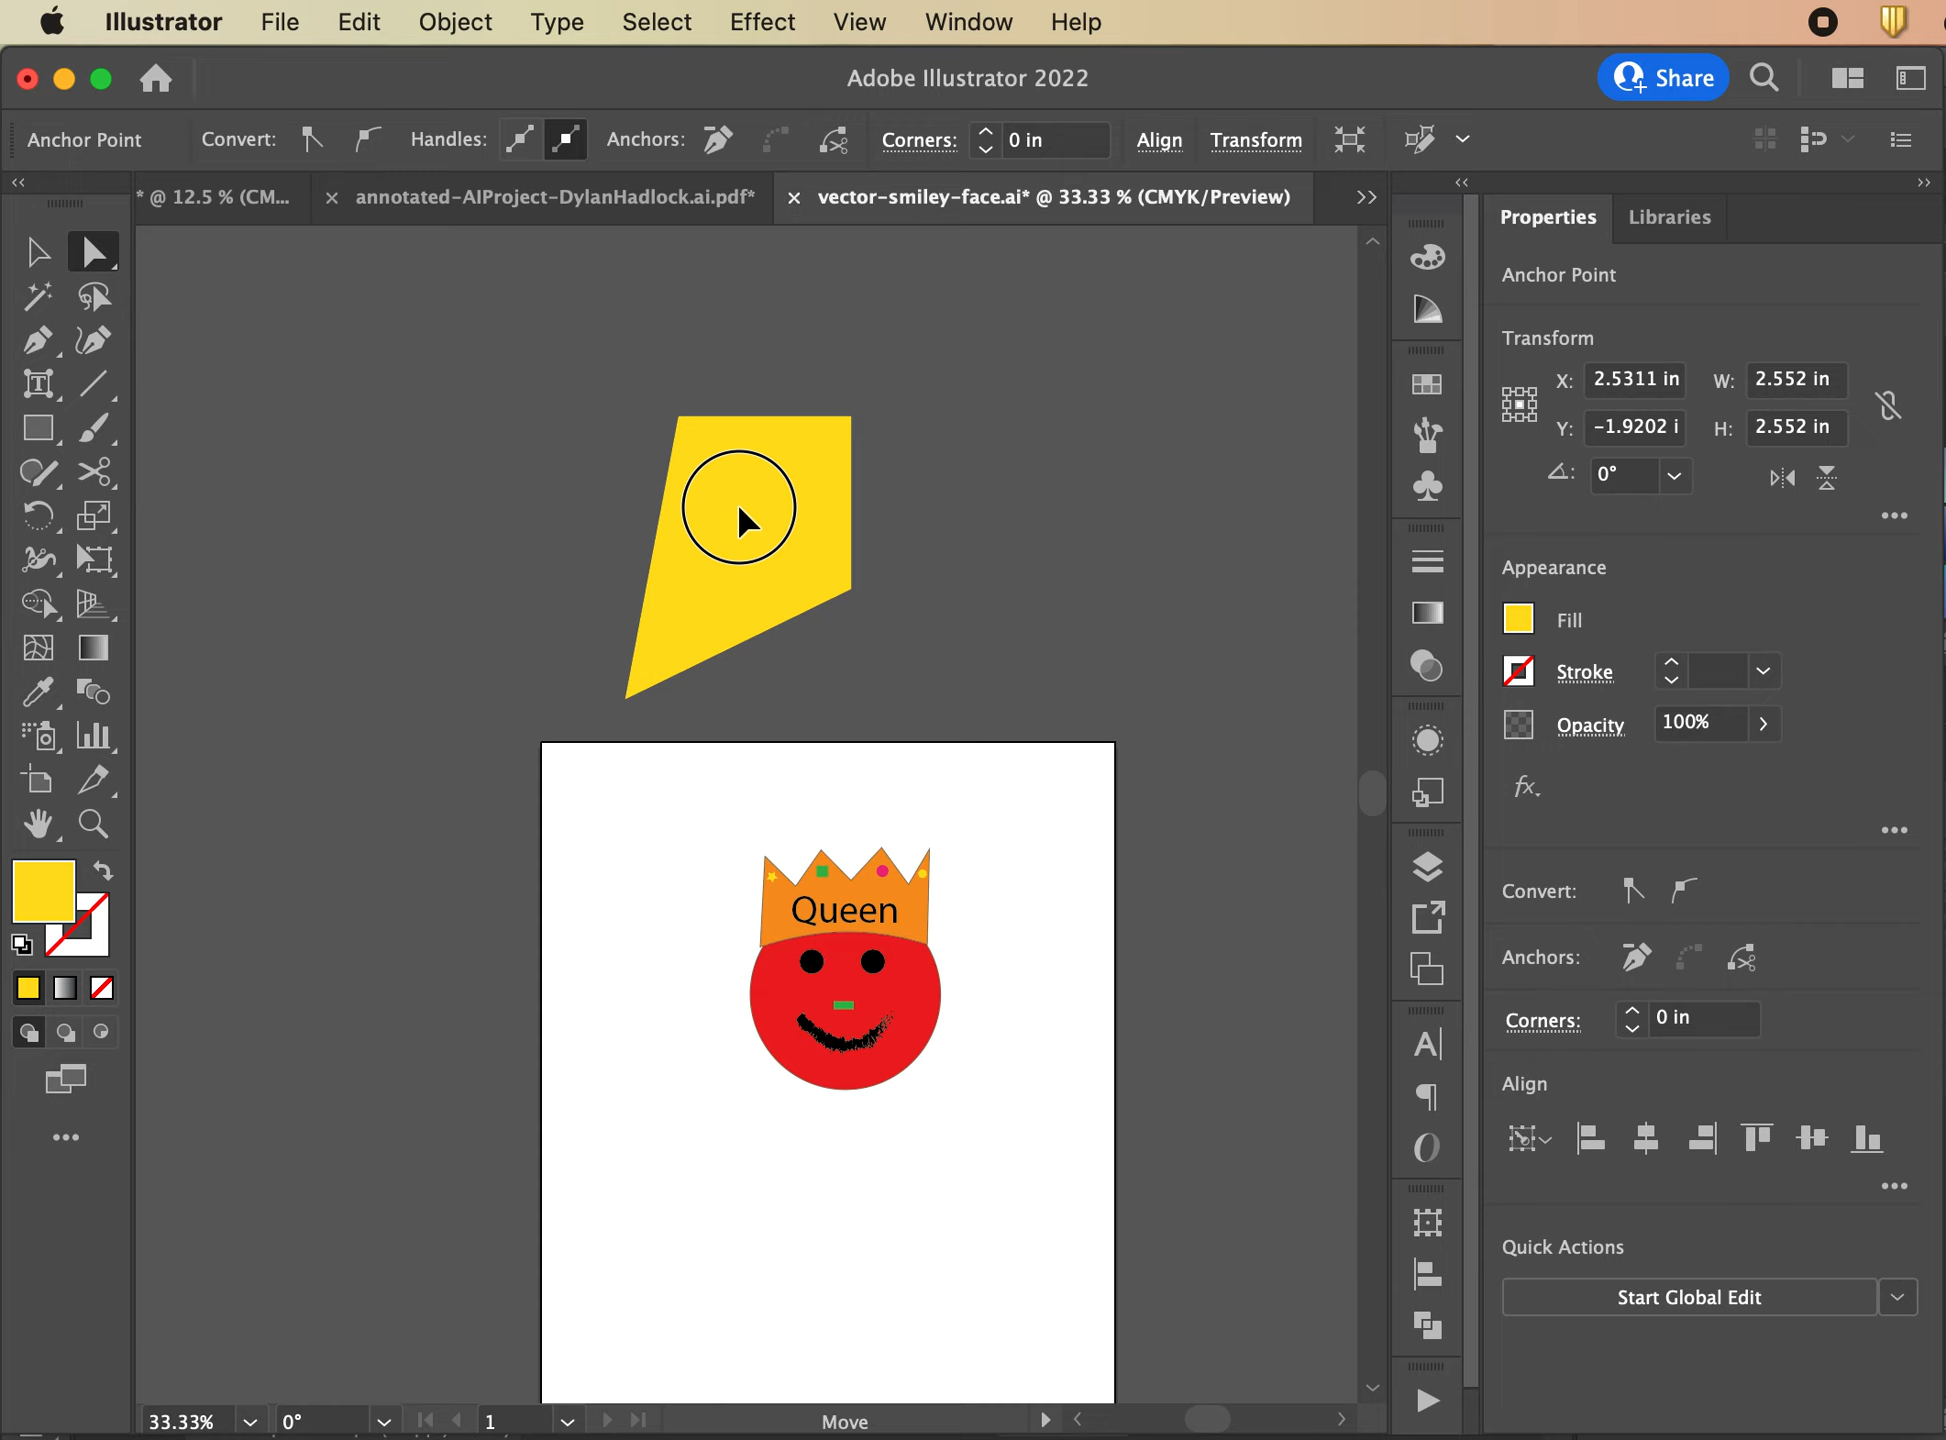 Illustrator File Edit Object Type Select Effect View Window Help
Adobe Illustrator 2022
Share
Anchor Point Convert: Handles: Anchors: Corners: 0 in Align Transform
* @ 12.5 % (CM... × annotated-AIProject-DylanHadlock.ai.pdf* × vector-smiley-face.ai* @ 33.33 % (CMYK/Preview)
Properties Libraries
Anchor Point
Transform
X: 2.5311 in W: 2.552 in
Y: -1.9202 i H: 2.552 in
0°
Appearance
Fill
Stroke
Opacity 100%
fx
Convert:
Anchors:
Corners: 0 in
Align
Quick Actions
Start Global Edit
Queen
33.33% 0° 1 Move